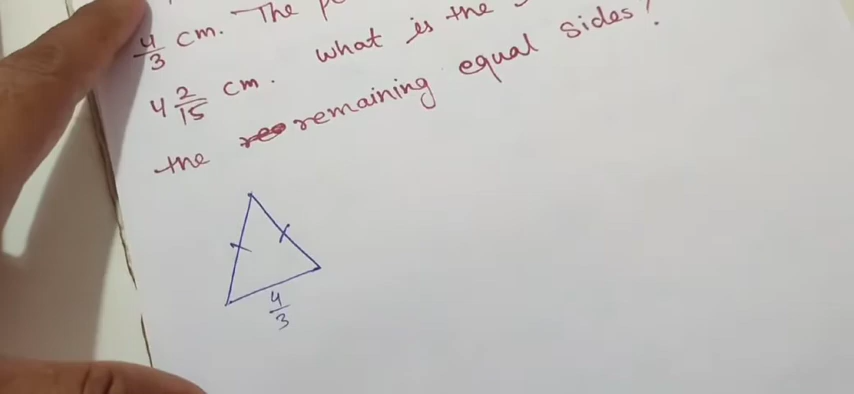 4/3 cm. The
4 2/15 cm. what is the
the remaining equal sides?
4/3